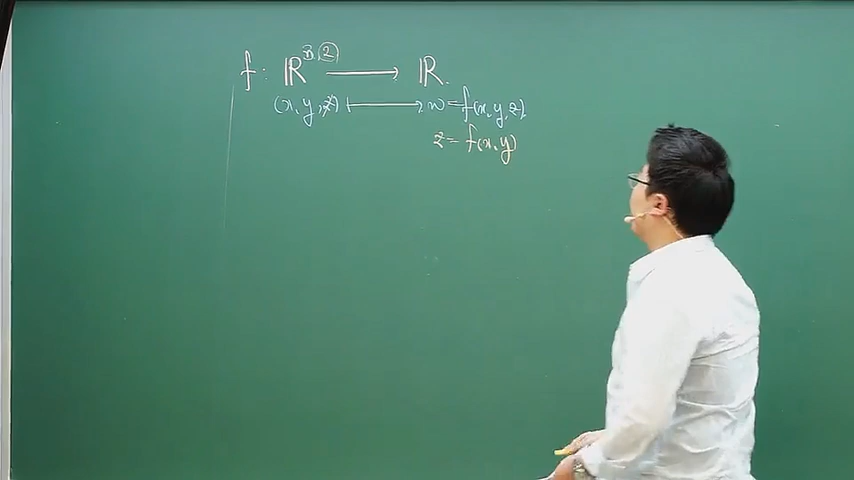 f : ℝ³,② → ℝ.
(x, y, z) ↦ w = f(x, y, z)
z = f(x, y)